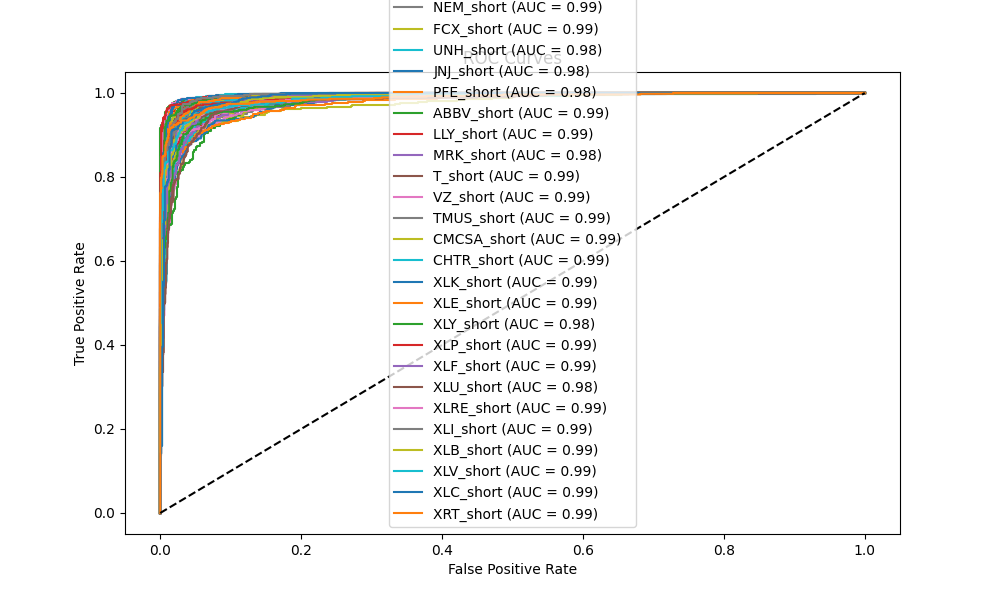 NEM_short (AUC = 0.99)
FCX_short (AUC = 0.99)
UNH_short (AUC = 0.98)
ROC Curves
JNJ_short (AUC = 0.98)
PFE_short (AUC = 0.98)
ABBV_short (AUC = 0.99)
LLY_short (AUC = 0.99)
MRK_short (AUC = 0.98)
T_short (AUC = 0.99)
VZ_short (AUC = 0.99)
TMUS_short (AUC = 0.99)
CMCSA_short (AUC = 0.99)
CHTR_short (AUC = 0.99)
XLK_short (AUC = 0.99)
XLE_short (AUC = 0.99)
XLY_short (AUC = 0.98)
XLP_short (AUC = 0.99)
XLF_short (AUC = 0.99)
XLU_short (AUC = 0.98)
XLRE_short (AUC = 0.99)
XLI_short (AUC = 0.99)
XLB_short (AUC = 0.99)
XLV_short (AUC = 0.99)
XLC_short (AUC = 0.99)
XRT_short (AUC = 0.99)
True Positive Rate
1.0
0.8
0.6
0.4
0.2
0.0
0.0 0.2 0.4 0.6 0.8 1.0
False Positive Rate